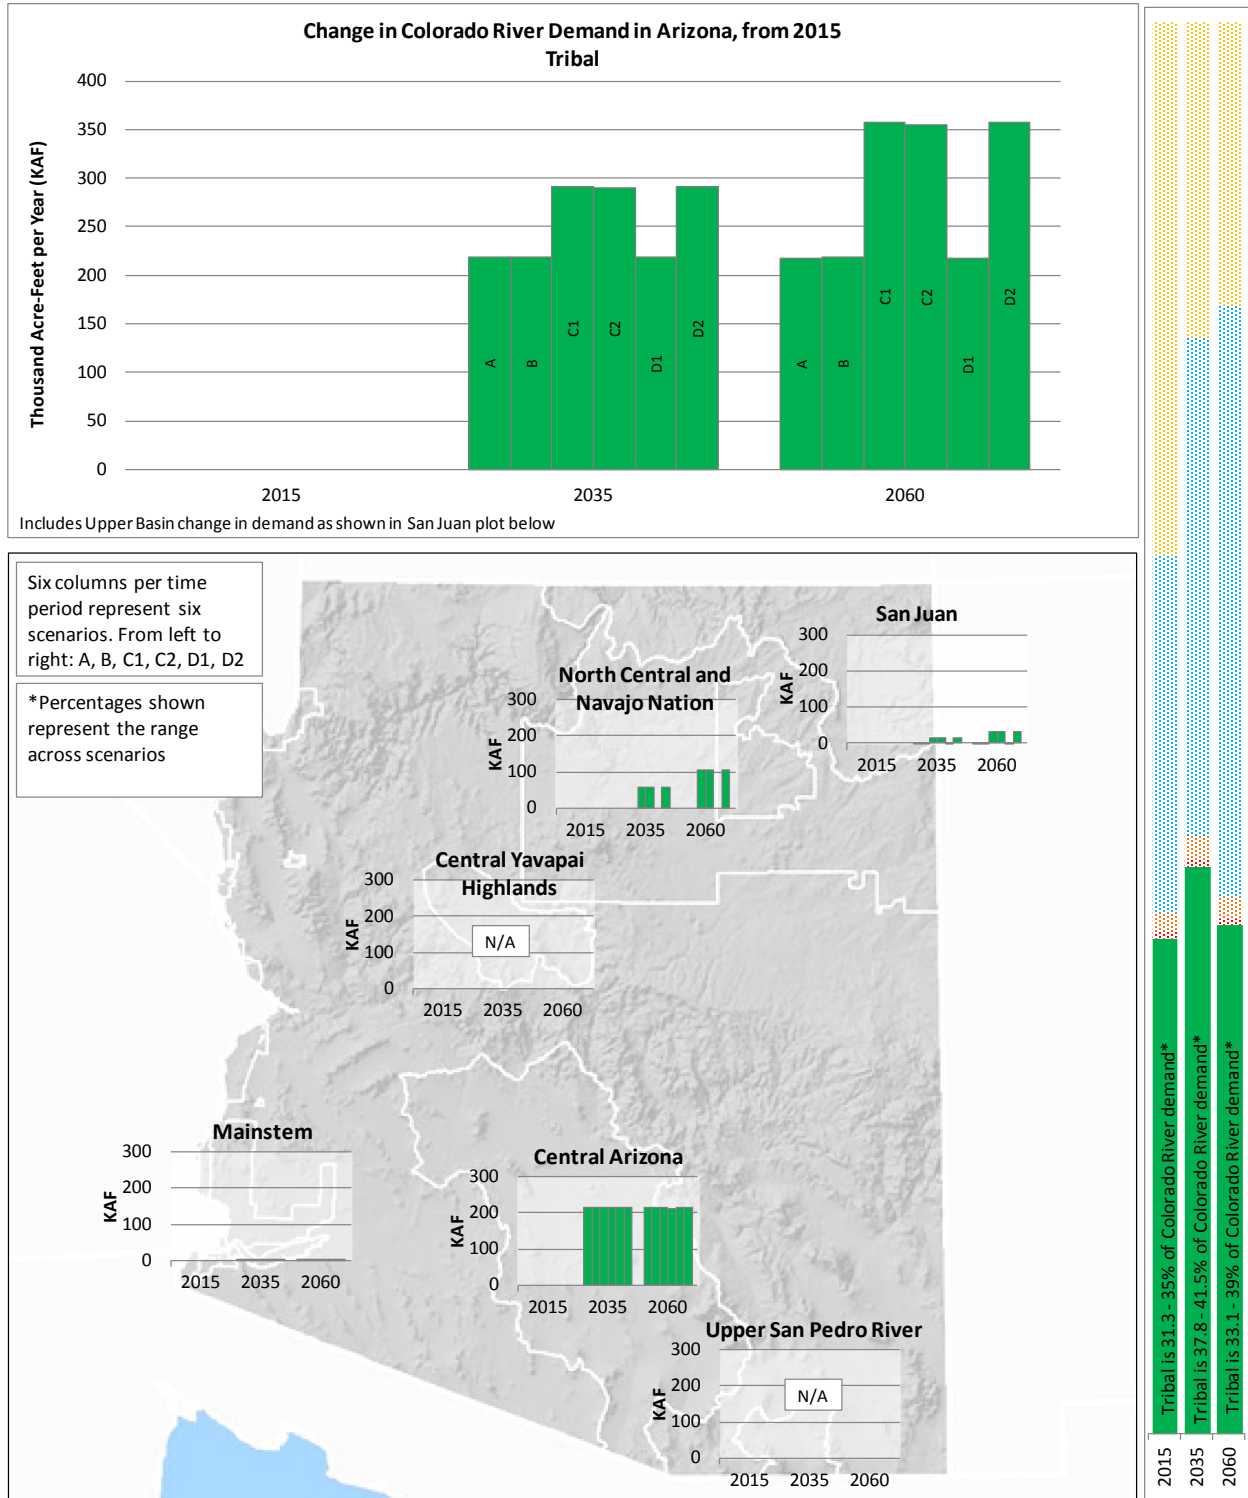 Change in Colorado River Demand in Arizona, from 2015
Tribal
Thousand Acre-Feet per Year (KAF)
400
350
300
250
200
150
100
50
0
A
B
C1
C2
D1
D2
A
B
C1
C2
D1
D2
2015
2035
2060
Includes Upper Basin change in demand as shown in San Juan plot below
Six columns per time
period represent six
scenarios. From left to
right: A, B, C1, C2, D1, D2
*Percentages shown
represent the range
across scenarios
San Juan
KAF
300
200
100
0
2015
2035
2060
North Central and
Navajo Nation
KAF
300
200
100
0
2015
2035
2060
Central Yavapai
Highlands
KAF
300
200
100
0
N/A
2015
2035
2060
Mainstem
KAF
300
200
100
0
2015
2035
2060
Central Arizona
KAF
300
200
100
0
2015
2035
2060
Upper San Pedro River
KAF
300
200
100
0
N/A
2015
2035
2060
Tribal is 31.3 - 35% of Colorado River demand*
Tribal is 37.8 - 41.5% of Colorado River demand*
Tribal is 33.1 - 39% of Colorado River demand*
2015
2035
2060